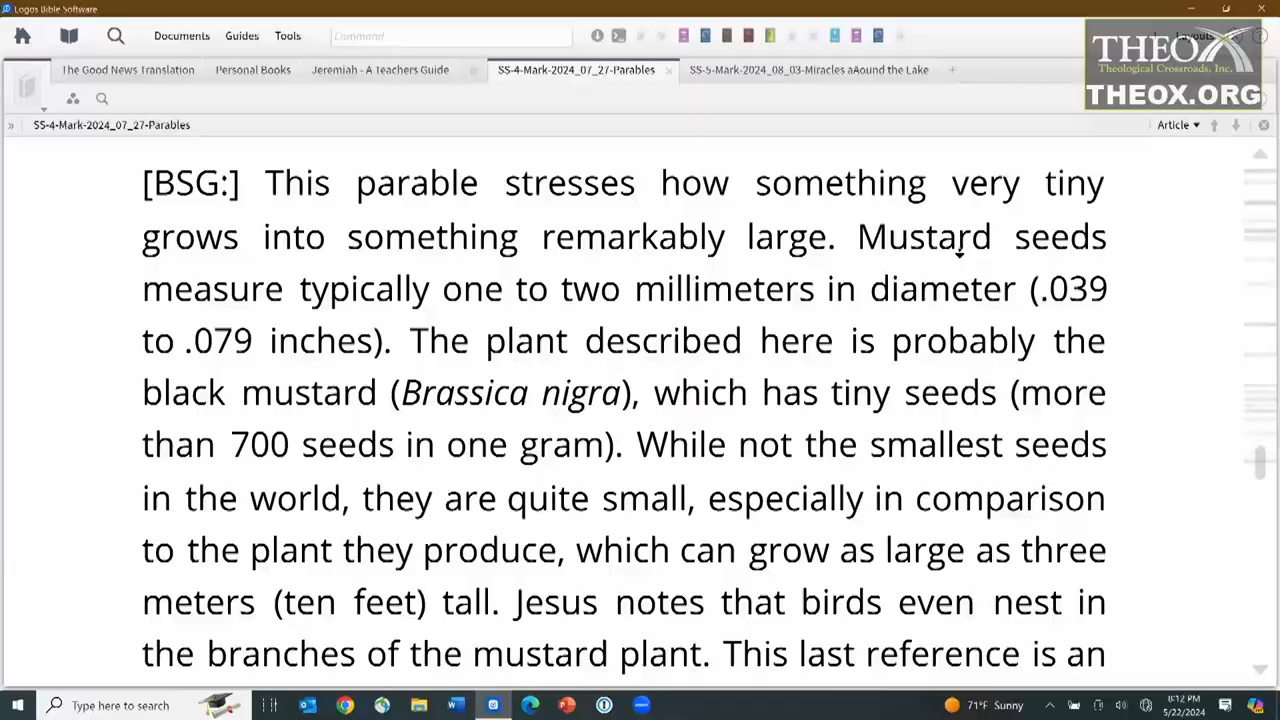 Logos Bible Software
Documents Guides Tools Command Layouts
THEOX
Theological Crossroads, Inc.
THEOX.ORG
The Good News Translation Personal Books SS-4-Mark-2024_07_27-Parables SS-5-Mark-2024_08_03-Miracles aAound the Lake
SS-4-Mark-2024_07_27-Parables Article
[BSG:] This parable stresses how something very tiny
grows into something remarkably large. Mustard seeds
measure typically one to two millimeters in diameter (.039
to .079 inches). The plant described here is probably the
black mustard (Brassica nigra), which has tiny seeds (more
than 700 seeds in one gram). While not the smallest seeds
in the world, they are quite small, especially in comparison
to the plant they produce, which can grow as large as three
meters (ten feet) tall. Jesus notes that birds even nest in
the branches of the mustard plant. This last reference is an
Type here to search 71°F Sunny 8:12 PM
5/22/2024